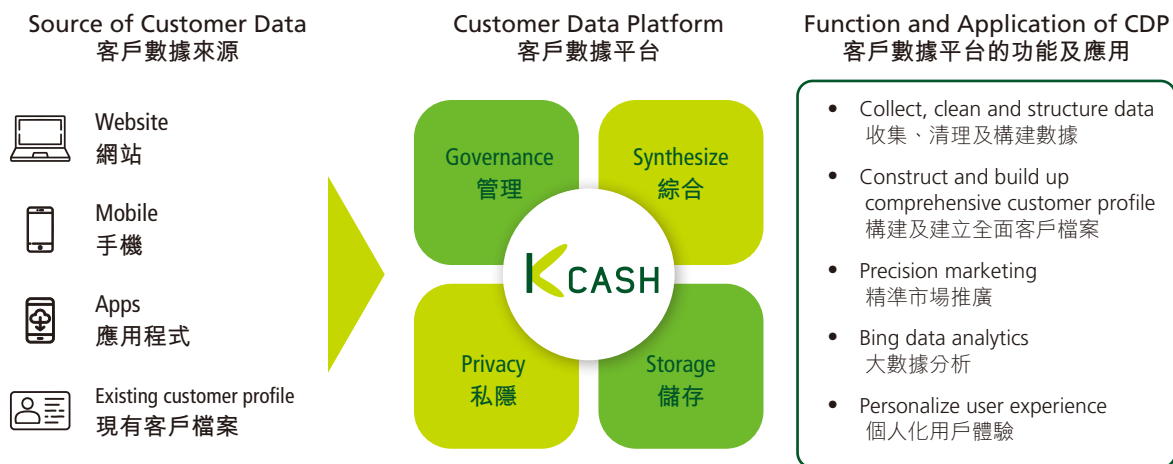 Source of Customer Data
客戶數據來源
Website
網站
Mobile
手機
Apps
應用程式
Existing customer profile
現有客戶檔案
Customer Data Platform
客戶數據平台
Governance
管理
Synthesize
綜合
K CASH
Privacy
私隱
Storage
儲存
Function and Application of CDP
客戶數據平台的功能及應用
• Collect, clean and structure data
收集、清理及構建數據
• Construct and build up
comprehensive customer profile
構建及建立全面客戶檔案
• Precision marketing
精準市場推廣
• Bing data analytics
大數據分析
• Personalize user experience
個人化用戶體驗